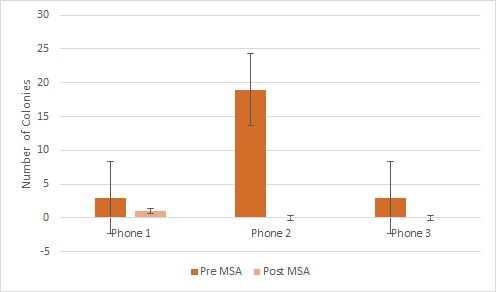 30
25
20
15
10
5
0
-5
Number of Colonies
Phone 1
Phone 2
Phone 3
Pre MSA
Post MSA